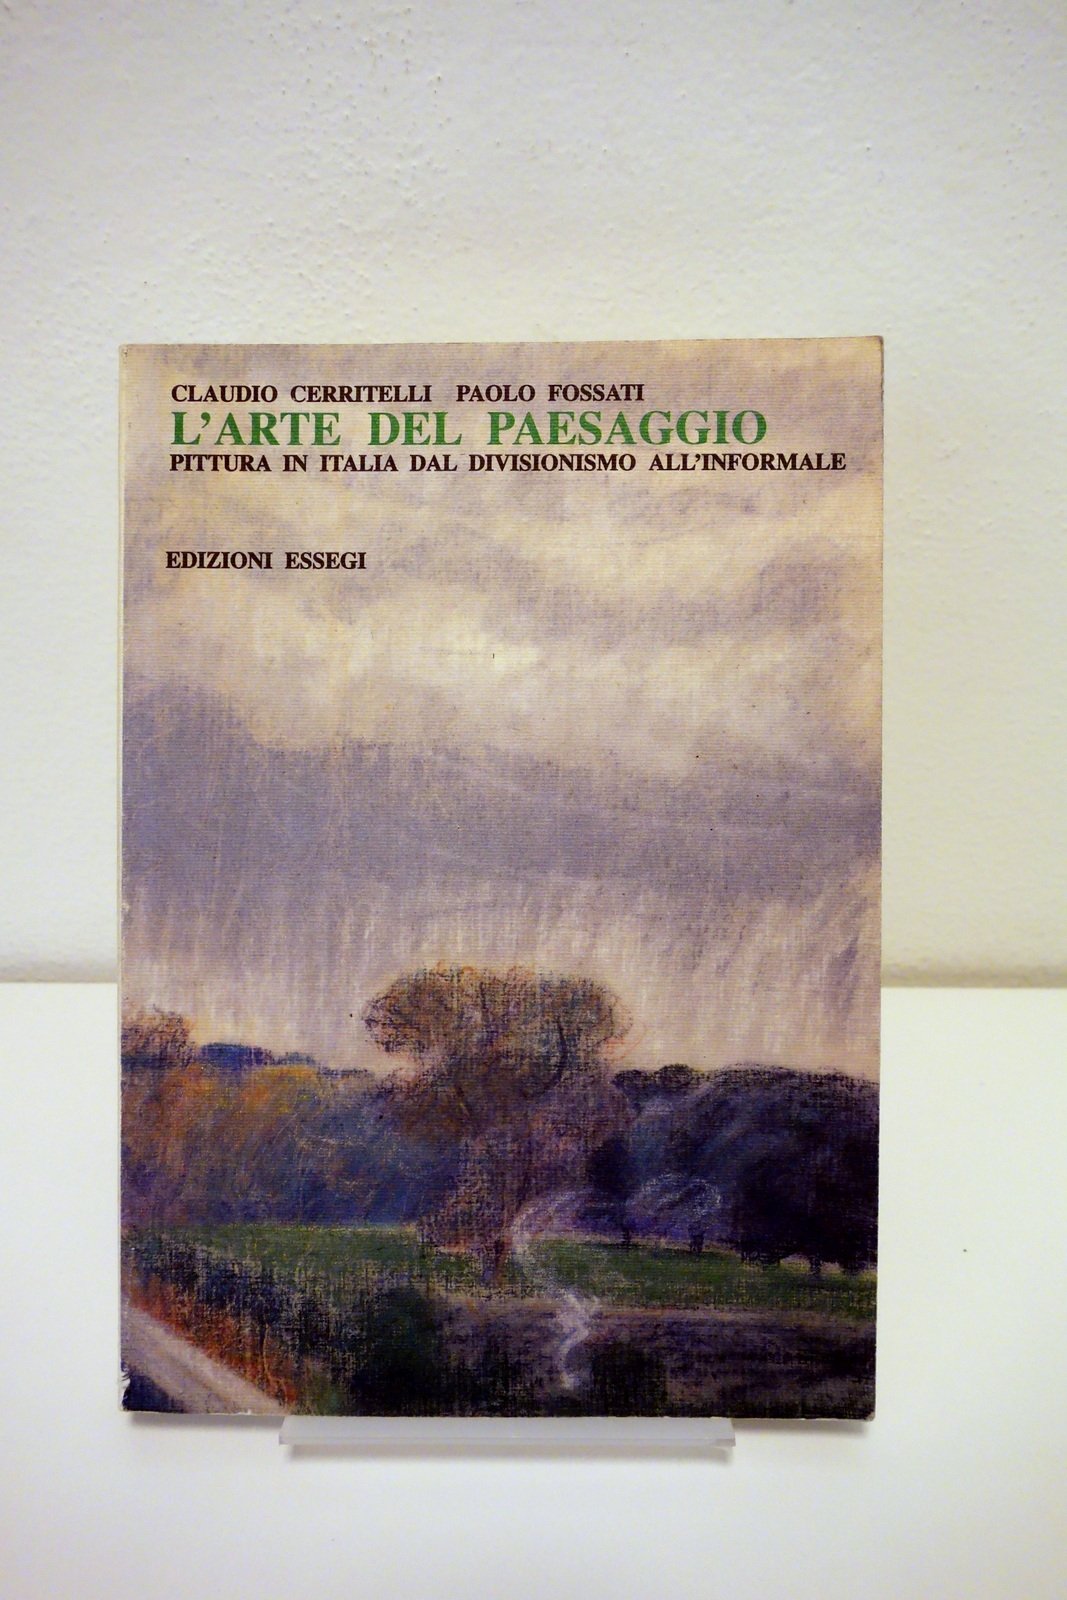 CLAUDIO CERRITELLI PAOLO FOSSATI
L'ARTE DEL PAESAGGIO
PITTURA IN ITALIA DAL DIVISIONISMO ALL'INFORMALE
EDIZIONI ESSEGI